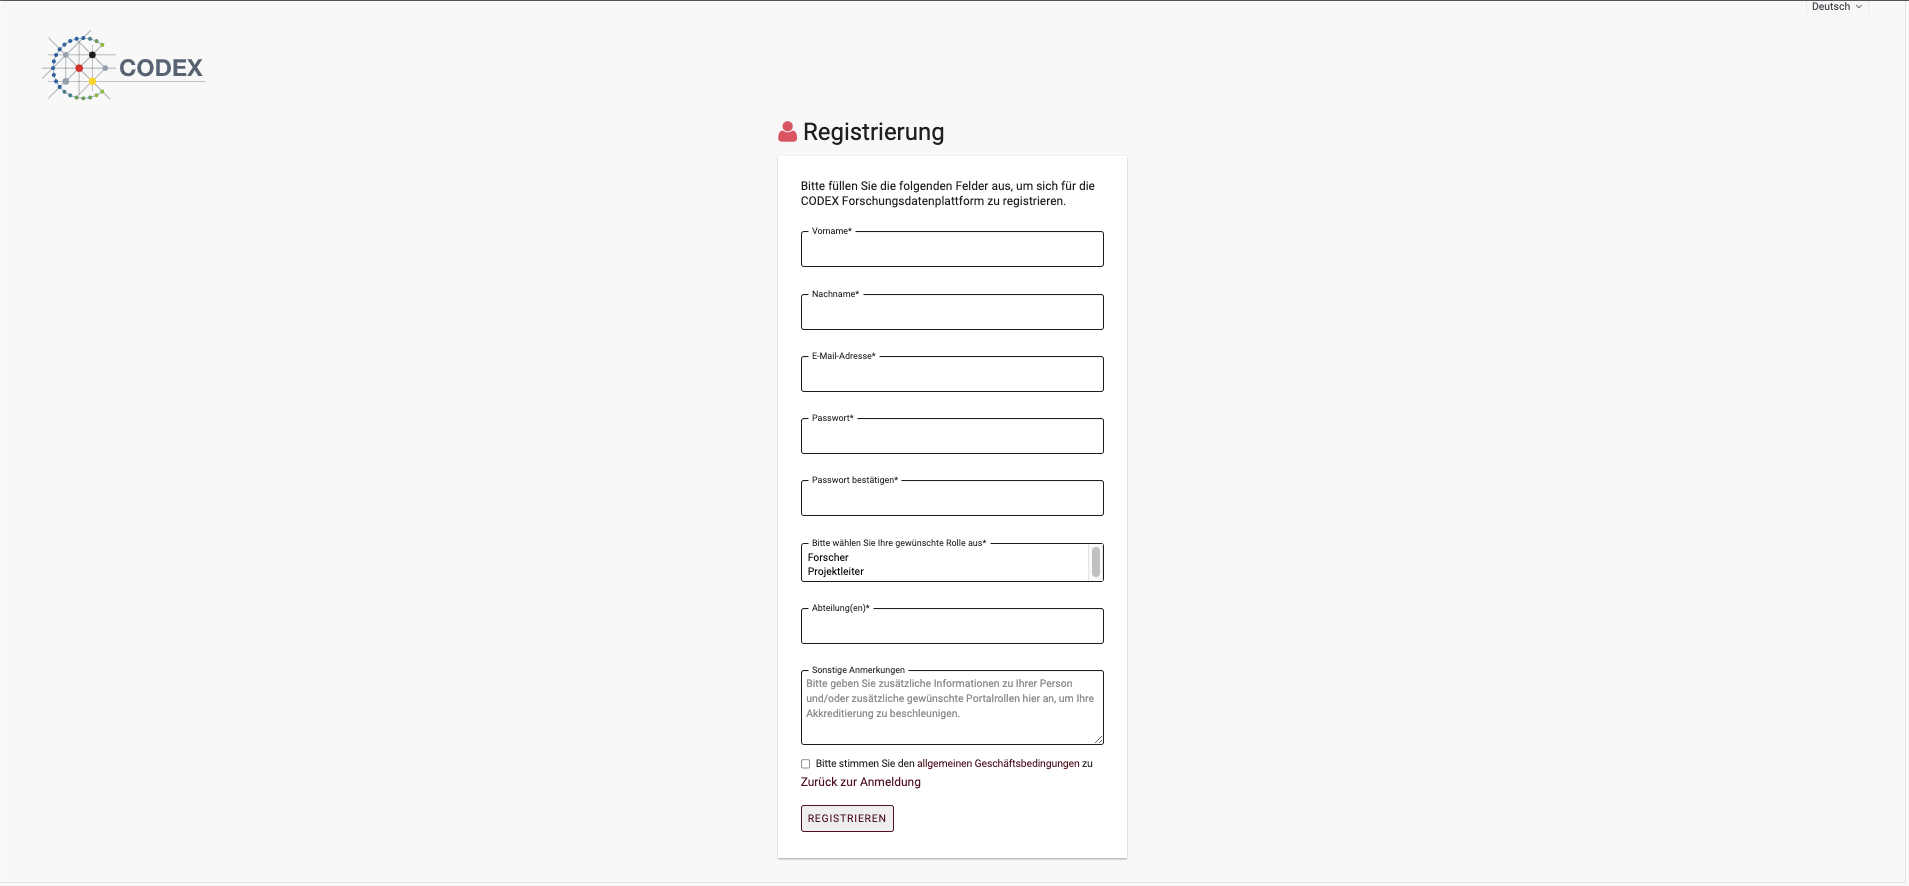 Deutsch
CODEX
Registrierung
Bitte füllen Sie die folgenden Felder aus, um sich für die
CODEX Forschungsdatenplattform zu registrieren.
Vorname*
Nachname*
E-Mail-Adresse*
Passwort*
Passwort bestätigen*
Bitte wählen Sie Ihre gewünschte Rolle aus*
Forscher
Projektleiter
Abteilung(en)*
Sonstige Anmerkungen
Bitte geben Sie zusätzliche Informationen zu Ihrer Person
und/oder zusätzliche gewünschte Portalrollen hier an, um Ihre
Akkreditierung zu beschleunigen.
Bitte stimmen Sie den allgemeinen Geschäftsbedingungen zu
Zurück zur Anmeldung
REGISTRIEREN